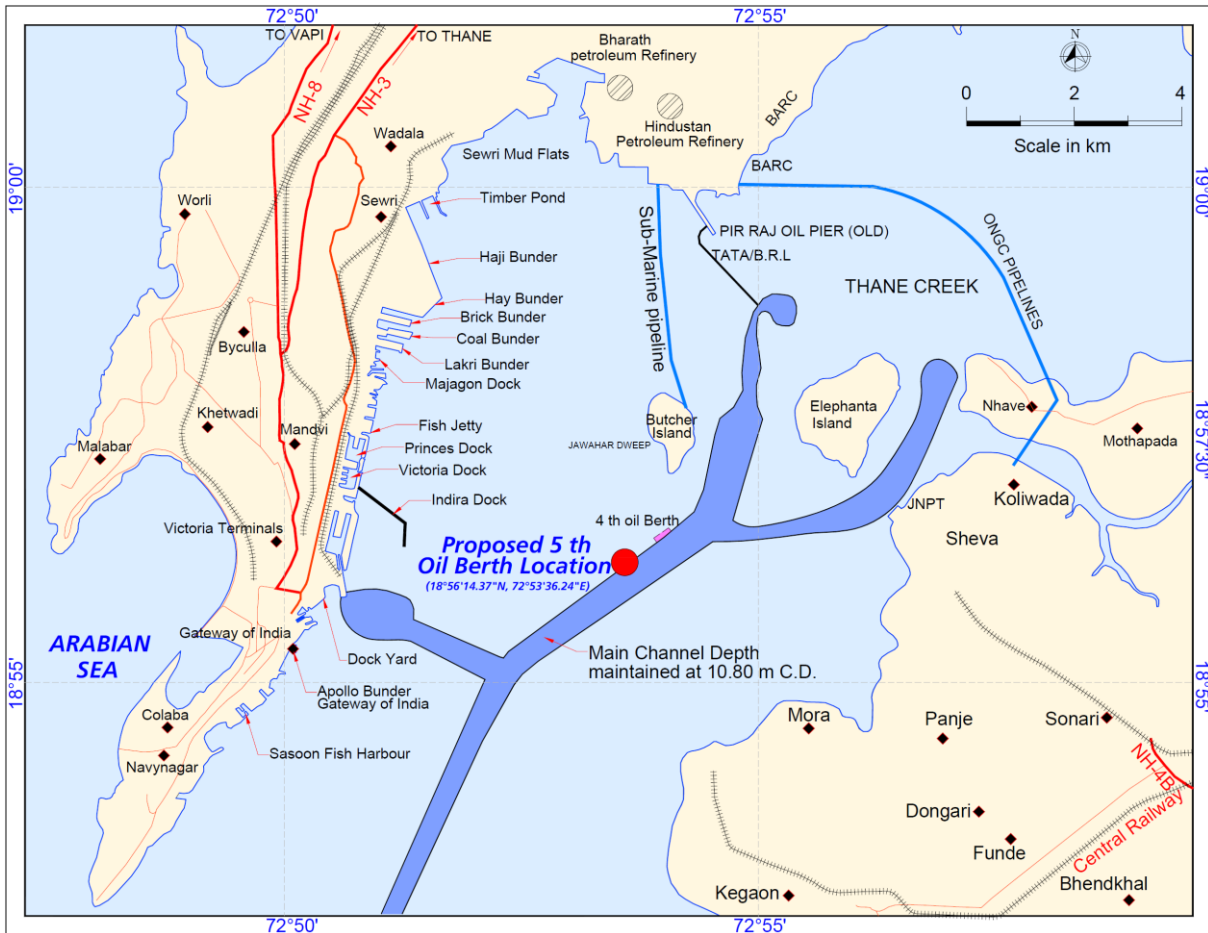 72°50'
72°55'
TO VAPI
TO THANE
NH-8
NH-3
Bharath
petroleum Refinery
Hindustan
Petroleum Refinery
BARC
BARC
N
0
2
4
Scale in km
19°00'
19°00'
Wadala
Sewri Mud Flats
Worli
Sewri
Timber Pond
Haji Bunder
Hay Bunder
Brick Bunder
Coal Bunder
Lakri Bunder
Majagon Dock
Byculla
Khetwadi
Mandvi
Malabar
Fish Jetty
Princes Dock
Victoria Dock
Indira Dock
Victoria Terminals
Sub-Marine pipeline
PIR RAJ OIL PIER (OLD)
TATA/B.R.L
THANE CREEK
ONGC PIPELINES
Butcher
Island
JAWAHAR DWEEP
Elephanta
Island
Nhave
Mothapada
18°57'30"
Koliwada
JNPT
Sheva
4 th oil Berth
Proposed 5 th
Oil Berth Location
(18°56'14.37"N, 72°53'36.24"E)
Main Channel Depth
maintained at 10.80 m C.D.
ARABIAN
SEA
Gateway of India
Dock Yard
Apollo Bunder
Gateway of India
Colaba
Navynagar
Sasoon Fish Harbour
18°55'
18°55'
Mora
Panje
Sonari
NH-4B
Dongari
Funde
Central Railway
Kegaon
Bhendkhal
72°50'
72°55'